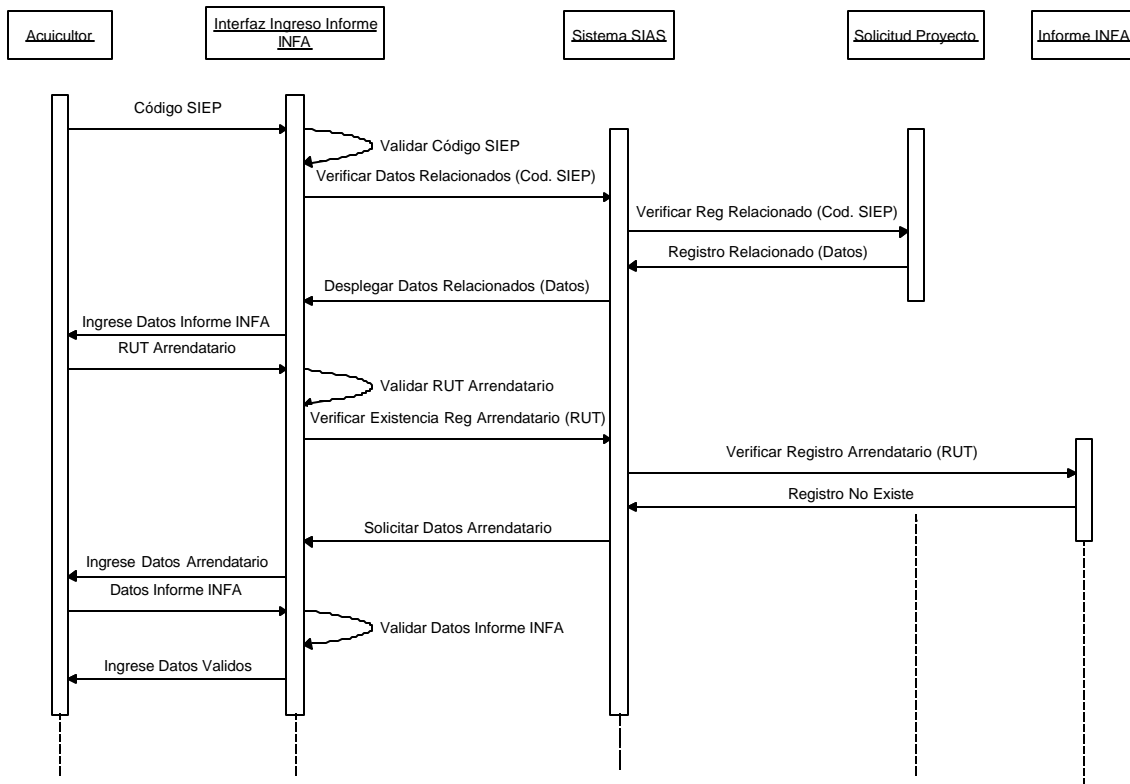 Acuicultor
Interfaz Ingreso Informe
INFA
Sistema SIAS
Solicitud Proyecto
Informe INFA
Código SIEP
Validar Código SIEP
Verificar Datos Relacionados (Cod. SIEP)
Verificar Reg Relacionado (Cod. SIEP)
Registro Relacionado (Datos)
Desplegar Datos Relacionados (Datos)
Ingrese Datos Informe INFA
RUT Arrendatario
Validar RUT Arrendatario
Verificar Existencia Reg Arrendatario (RUT)
Verificar Registro Arrendatario (RUT)
Registro No Existe
Solicitar Datos Arrendatario
Ingrese Datos Arrendatario
Datos Informe INFA
Validar Datos Informe INFA
Ingrese Datos Validos